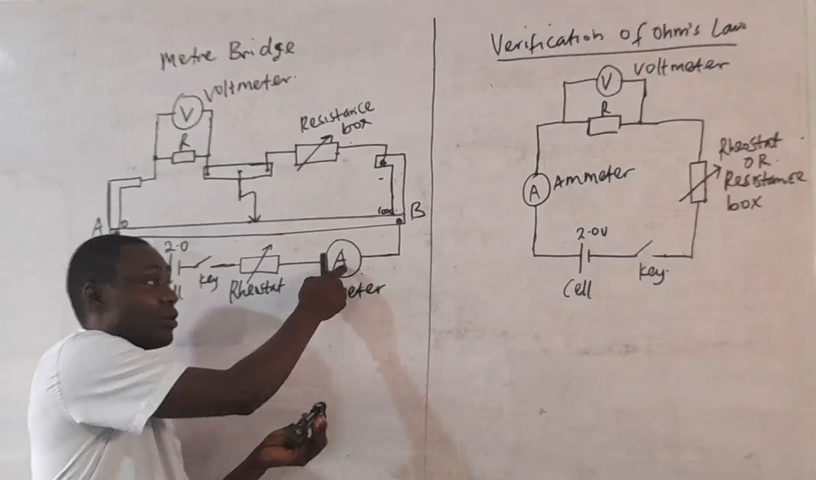 Metre Bridge
Voltmeter.
V
R
Resistance
box
A
B
100
2.0
Key
Rheostat
A
Verification of Ohm's Law
Voltmeter
V
R
A Ammeter
Rheostat
OR
Resistance
box
2.0V
Cell
Key.